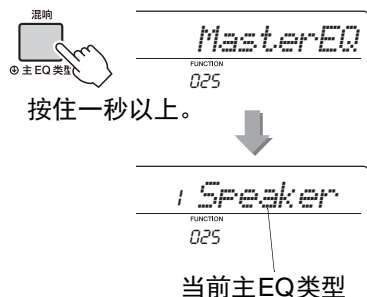 混响
主EQ类型
MasterEQ
FUNCTION
025
按住一秒以上。
1 Speaker
FUNCTION
025
当前主EQ类型